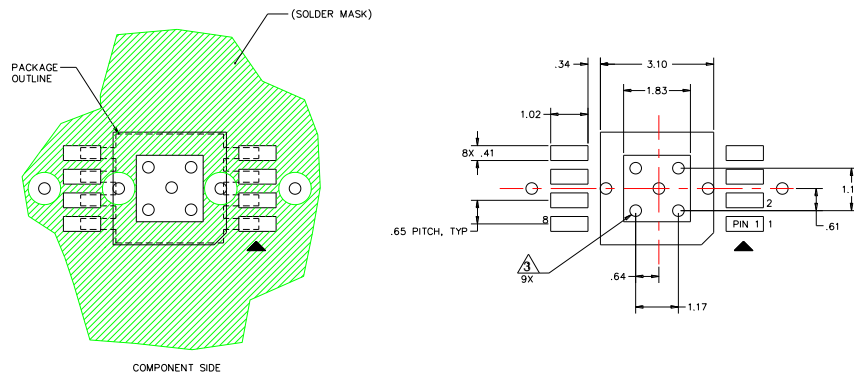 (SOLDER MASK)
PACKAGE
OUTLINE
COMPONENT SIDE
.34
3.10
1.83
1.02
8X .41
.65 PITCH, TYP
8
2
PIN 1 1
1.1
.61
3
9X
.64
1.17